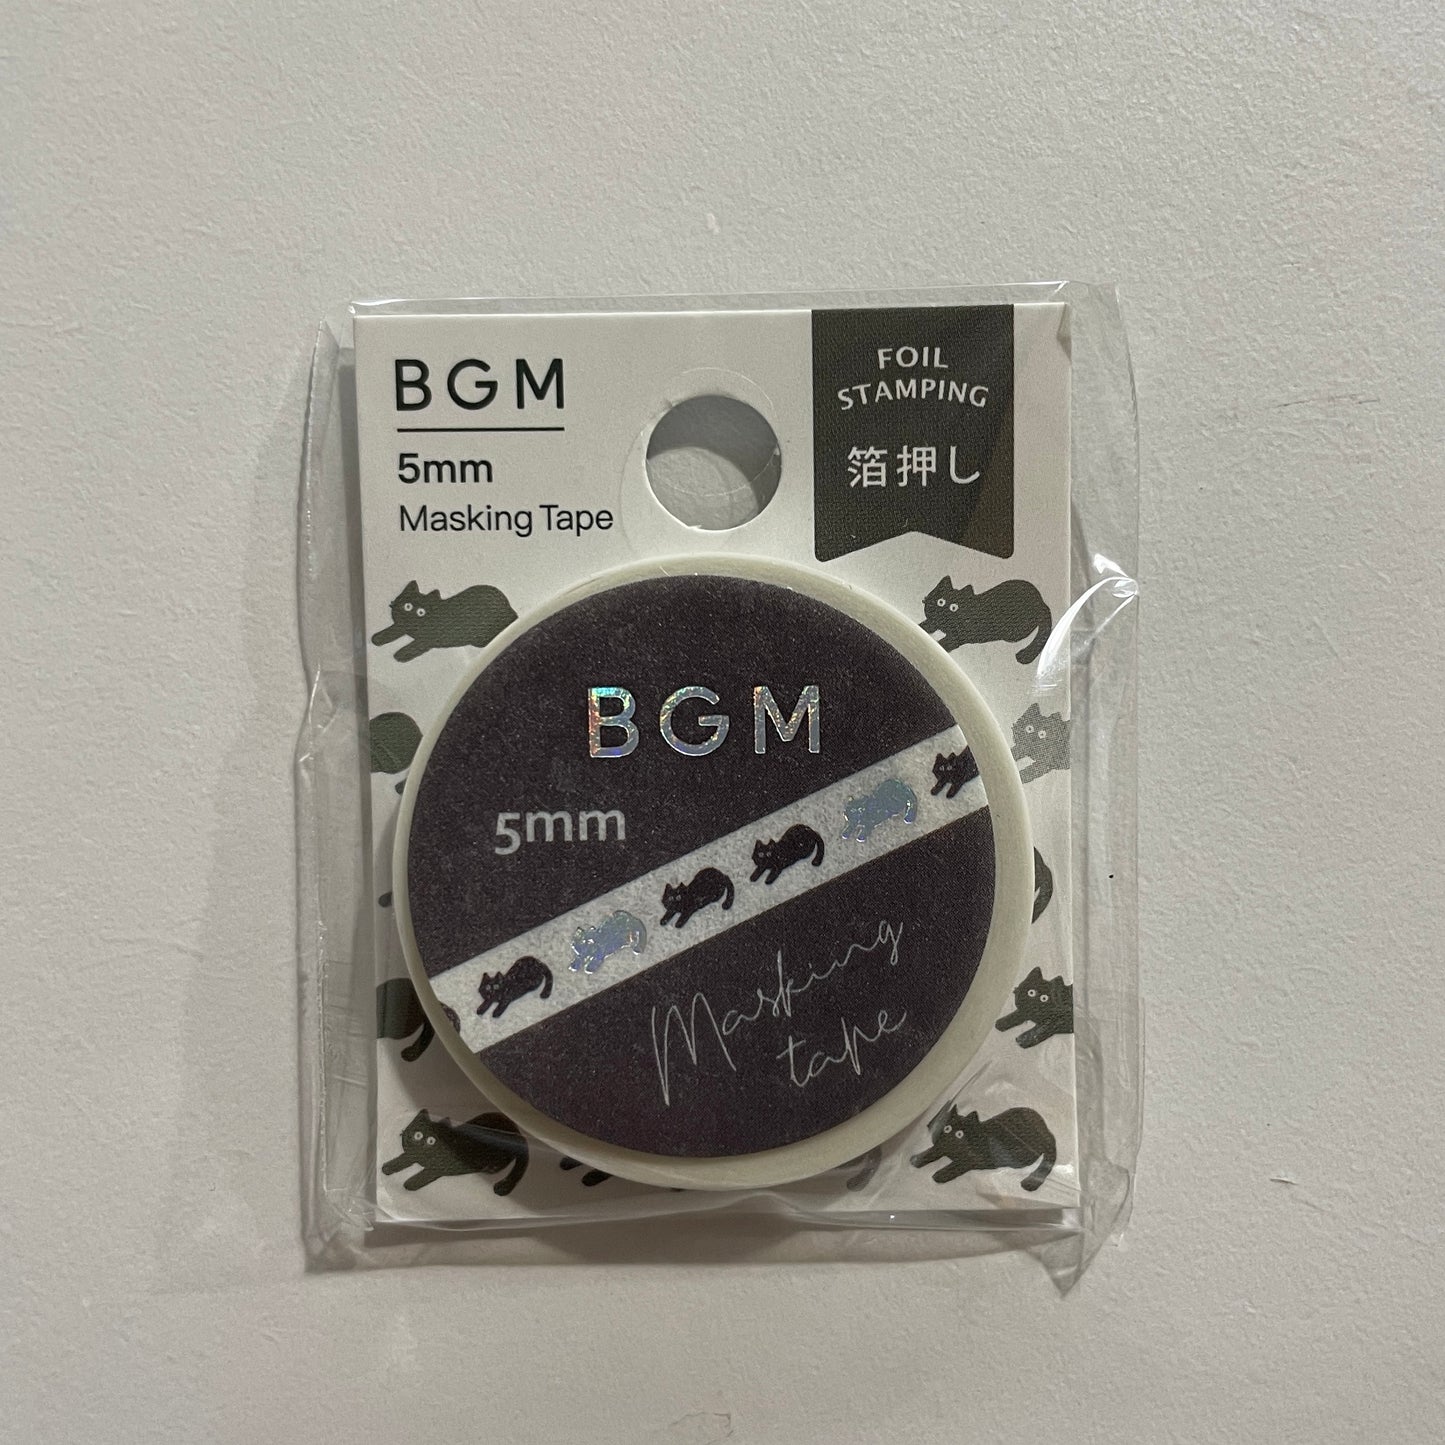 BGM
5mm
Masking Tape
FOIL
STAMPING
箔押し
BGM
5mm
Masking
tape